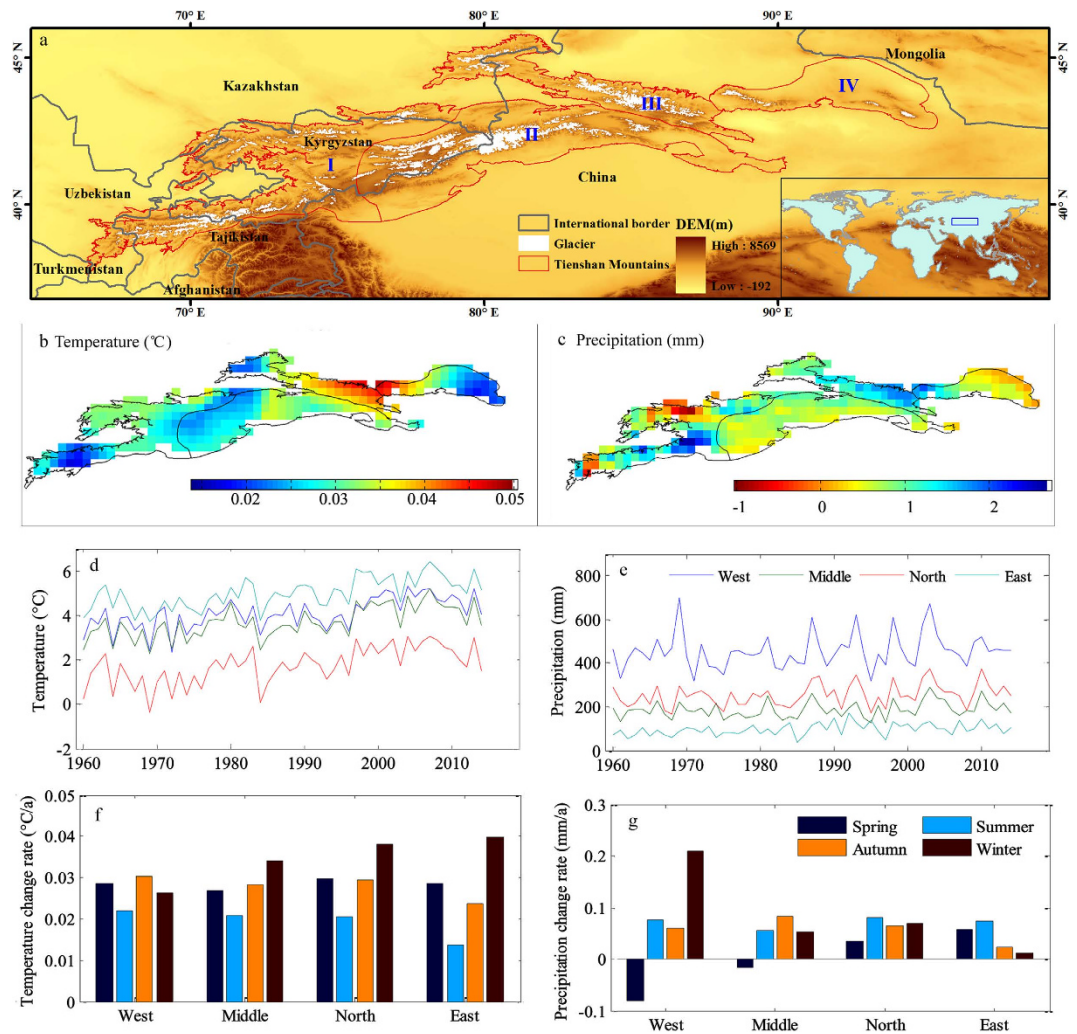 70° E 80° E 90° E
a
45° N
45° N
Mongolia
Kazakhstan
IV
III
Kyrgyzstan
II
I
Uzbekistan
China
40° N
40° N
International border
DEM(m)
Glacier
High : 8569
Tajikistan
Tienshan Mountains
Turkmenistan
Low : -192
Afghanistan
70° E 80° E 90° E
b Temperature (℃)
0.02 0.03 0.04 0.05
c Precipitation (mm)
-1 0 1 2
d
Temperature (°C)
6
4
2
0
-2
1960 1970 1980 1990 2000 2010
e
West Middle North East
Precipitation (mm)
800
600
400
200
0
1960 1970 1980 1990 2000 2010
f
Temperature change rate (°C/a)
0.05
0.04
0.03
0.02
0.01
0
West Middle North East
g
Spring Summer
Autumn Winter
Precipitation change rate (mm/a)
0.3
0.2
0.1
0
-0.1
West Middle North East